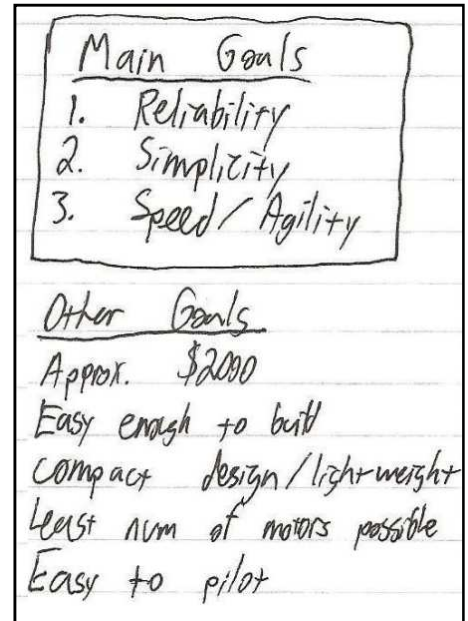 Main Goals
1. Reliability
2. Simplicity
3. Speed / Agility
Other Goals
Approx. $2000
Easy enough to build
compact design / lightweight
Least num of motors possible
Easy to pilot